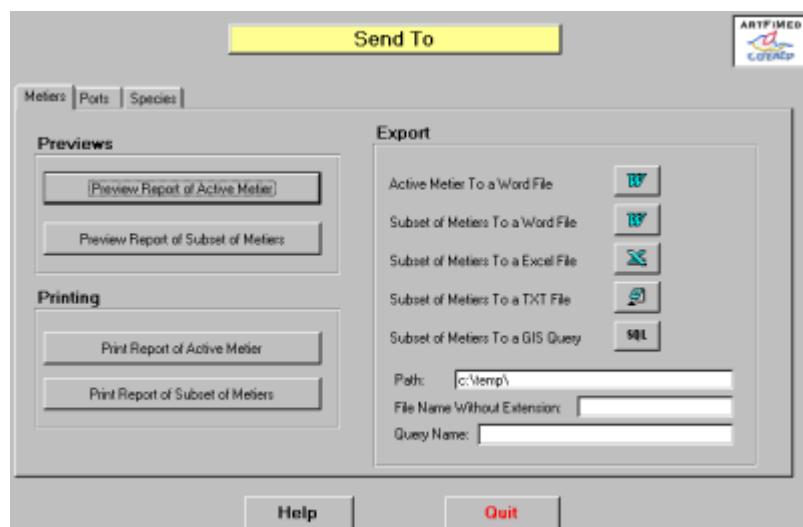 Send To
ARTFIMED
COPEMED
Metiers
Ports
Species
Previews
Preview Report of Active Metier
Preview Report of Subset of Metiers
Printing
Print Report of Active Metier
Print Report of Subset of Metiers
Export
Active Metier To a Word File
Subset of Metiers To a Word File
Subset of Metiers To a Excel File
Subset of Metiers To a TXT File
Subset of Metiers To a GIS Query
SQL
Path: c:\temp\
File Name Without Extension:
Query Name:
Help
Quit